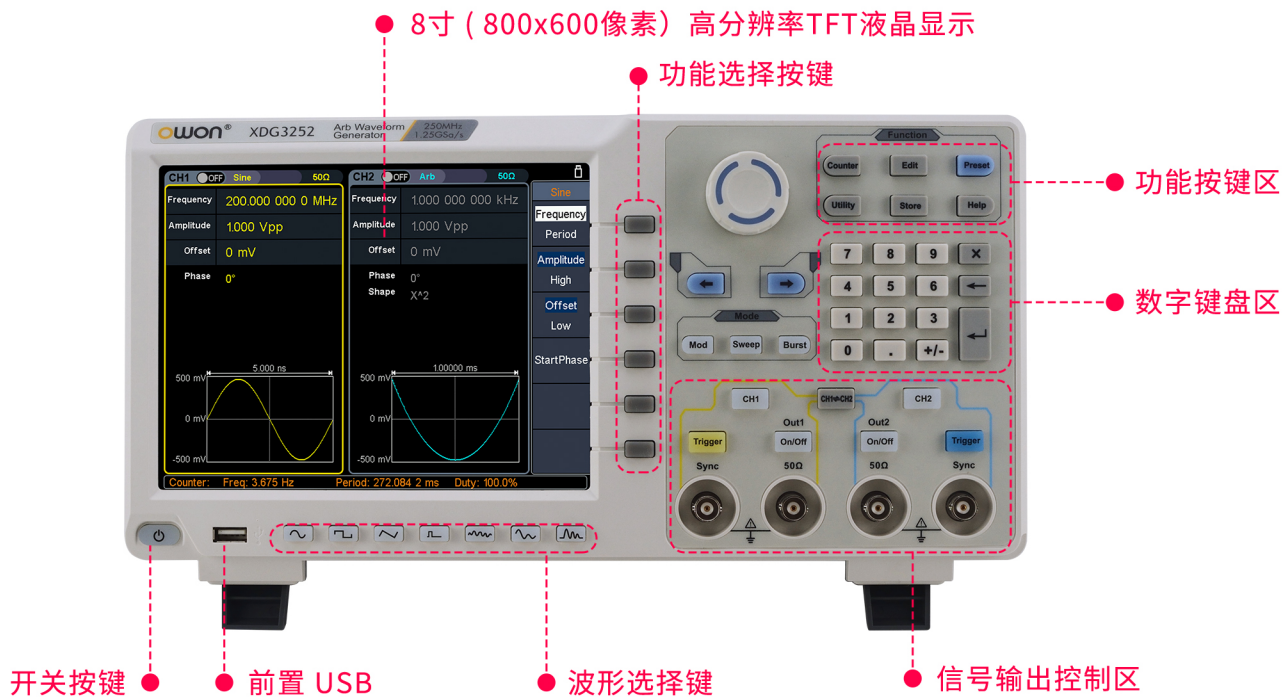 8寸 ( 800x600像素）高分辨率TFT液晶显示
功能选择按键
owon® XDG3252 Arb Waveform Generator 250MHz 1.25GSa/s
Function
Counter Edit Preset
Utility Store Help
功能按键区
CH1 OFF Sine 50Ω
Frequency 200.000 000 0 MHz
Amplitude 1.000 Vpp
Offset 0 mV
Phase 0°
5.000 ns
500 mV
0 mV
-500 mV
CH2 OFF Arb 50Ω
Frequency 1.000 000 000 kHz
Amplitude 1.000 Vpp
Offset 0 mV
Phase 0°
Shape X^2
1.00000 ms
500 mV
0 mV
-500 mV
Sine
Frequency
Period
Amplitude
High
Offset
Low
StartPhase
Counter: Freq: 3.675 Hz Period: 272.084 2 ms Duty: 100.0%
7 8 9 ×
4 5 6 ←
1 2 3
0 . +/-
数字键盘区
Mode
Mod Sweep Burst
CH1 CH1⇌CH2 CH2
Out1 Out2
Trigger On/Off On/Off Trigger
Sync 50Ω 50Ω Sync
开关按键
前置 USB
波形选择键
信号输出控制区